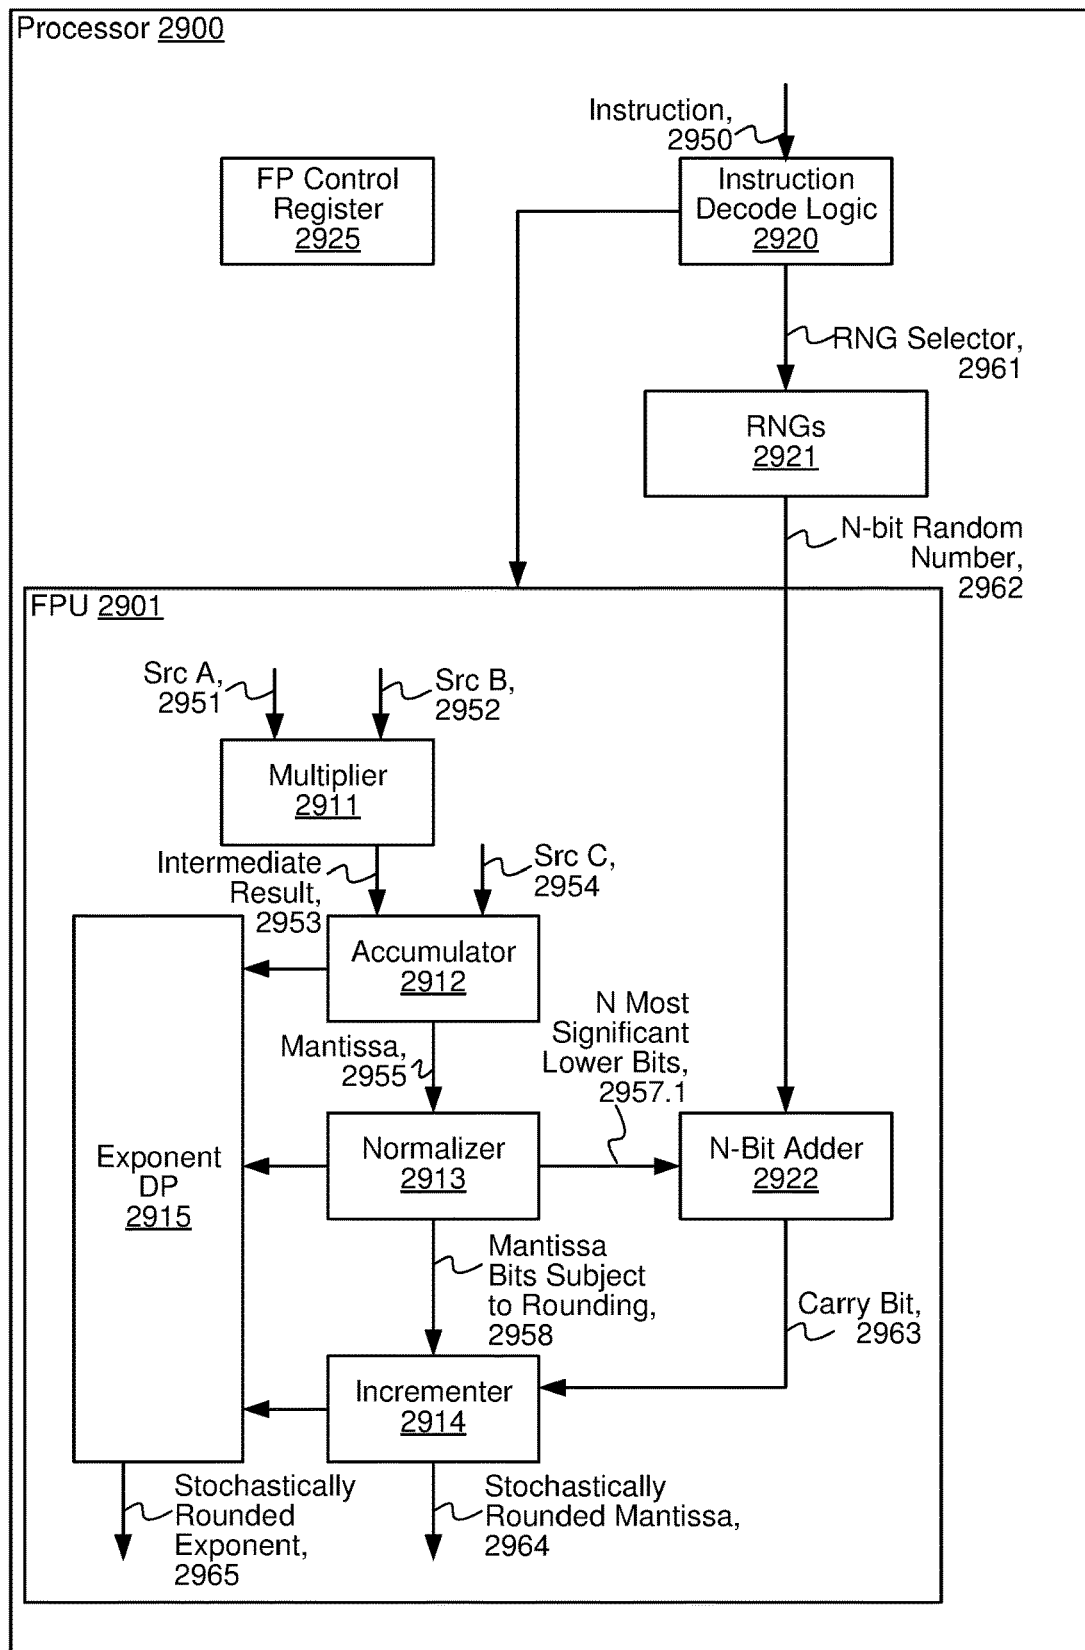 Processor 2900
Instruction,
2950
FP Control
Register
2925
Instruction
Decode Logic
2920
RNG Selector,
2961
RNGs
2921
N-bit Random
Number,
2962
FPU 2901
Src A,
2951
Src B,
2952
Multiplier
2911
Intermediate
Result,
2953
Src C,
2954
Accumulator
2912
N Most
Significant
Lower Bits,
2957.1
Mantissa,
2955
Exponent
DP
2915
Normalizer
2913
N-Bit Adder
2922
Mantissa
Bits Subject
to Rounding,
2958
Carry Bit,
2963
Incrementer
2914
Stochastically
Rounded
Exponent,
2965
Stochastically
Rounded Mantissa,
2964